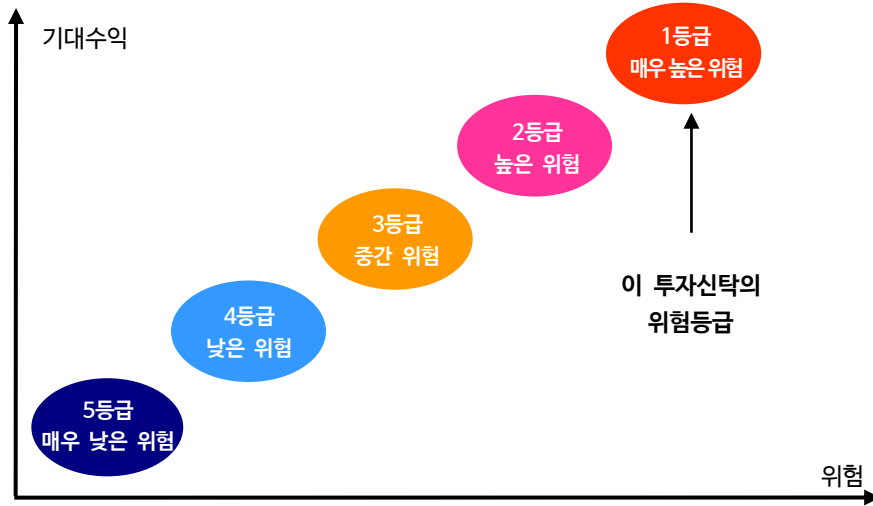 기대수익
1등급
매우 높은 위험
2등급
높은 위험
3등급
중간 위험
이 투자신탁의
위험등급
4등급
낮은 위험
5등급
매우 낮은 위험
위험